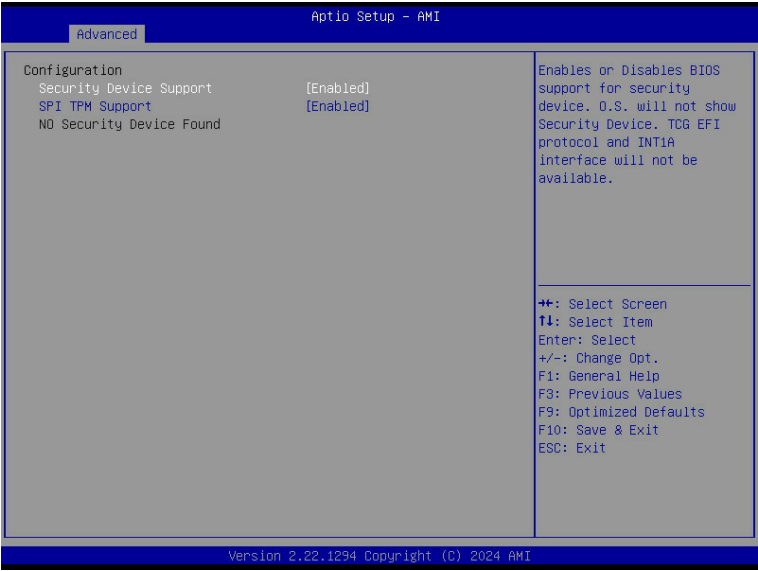 Aptio Setup – AMI
Advanced
Configuration
Security Device Support [Enabled]
SPI TPM Support [Enabled]
NO Security Device Found
Enables or Disables BIOS
support for security
device. O.S. will not show
Security Device. TCG EFI
protocol and INT1A
interface will not be
available.
→←: Select Screen
↑↓: Select Item
Enter: Select
+/-: Change Opt.
F1: General Help
F3: Previous Values
F9: Optimized Defaults
F10: Save & Exit
ESC: Exit
Version 2.22.1294 Copyright (C) 2024 AMI